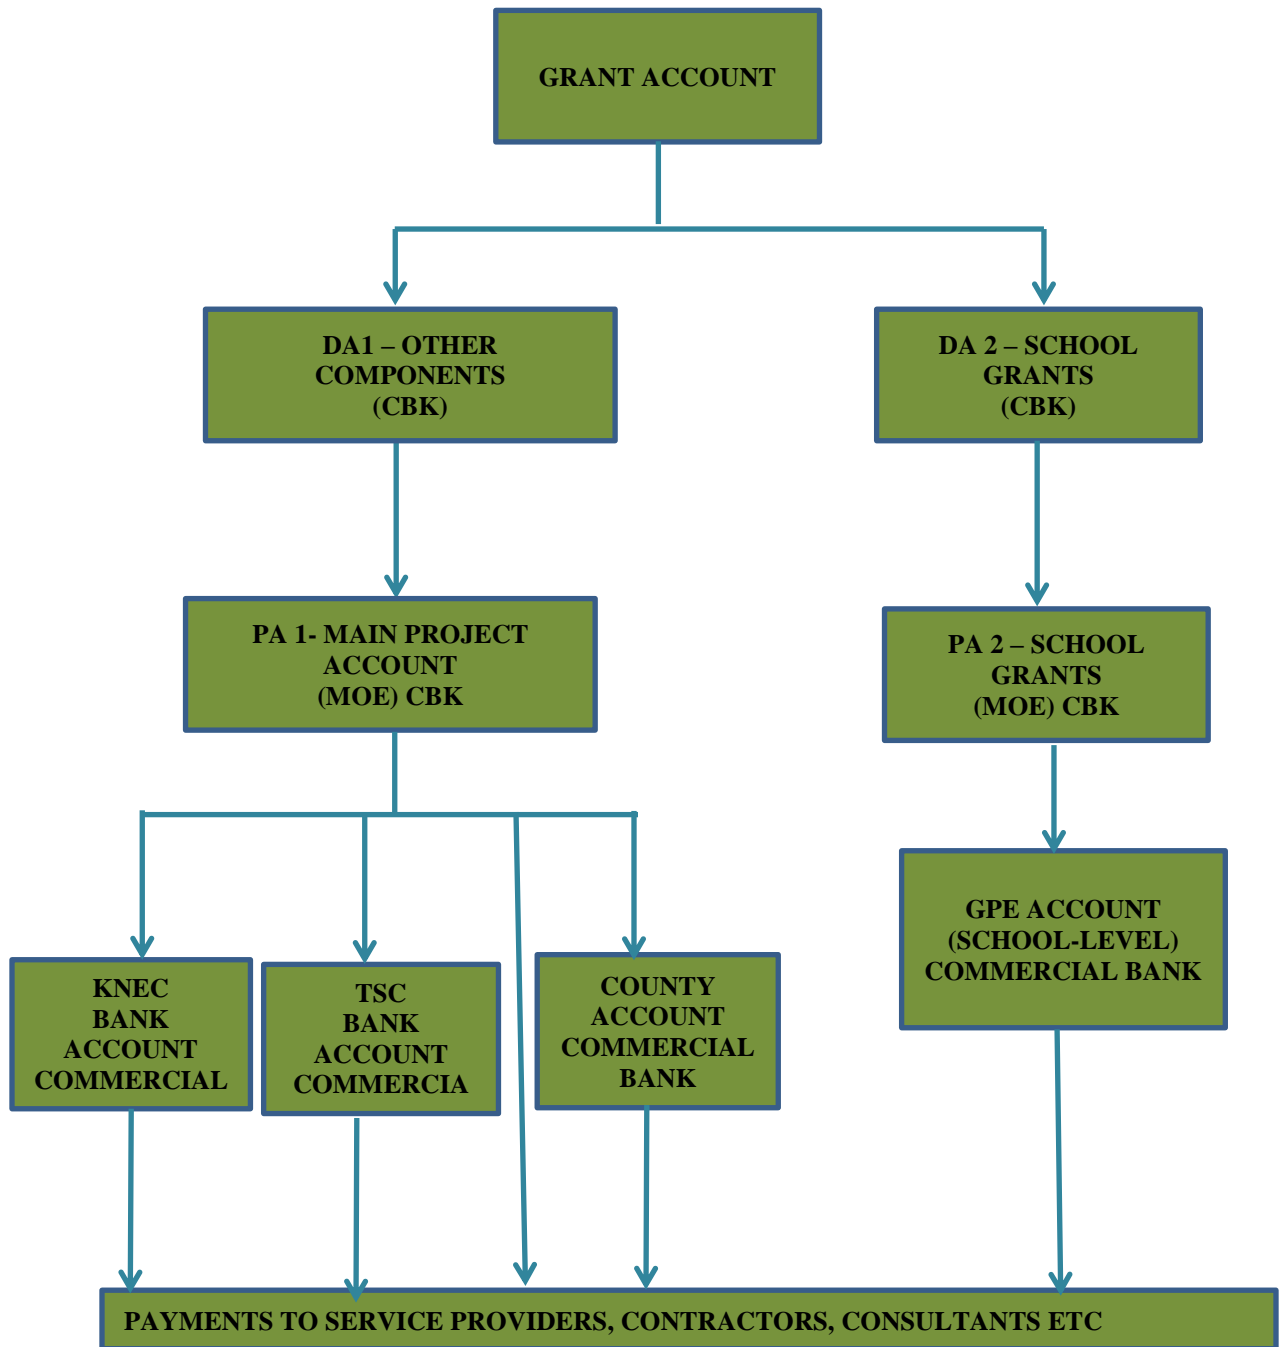 GRANT ACCOUNT
DA1 – OTHER
COMPONENTS
(CBK)
DA 2 – SCHOOL
GRANTS
(CBK)
PA 1- MAIN PROJECT
ACCOUNT
(MOE) CBK
PA 2 – SCHOOL
GRANTS
(MOE) CBK
GPE ACCOUNT
(SCHOOL-LEVEL)
COMMERCIAL BANK
KNEC
BANK
ACCOUNT
COMMERCIAL
TSC
BANK
ACCOUNT
COMMERCIA
COUNTY
ACCOUNT
COMMERCIAL
BANK
PAYMENTS TO SERVICE PROVIDERS, CONTRACTORS, CONSULTANTS ETC